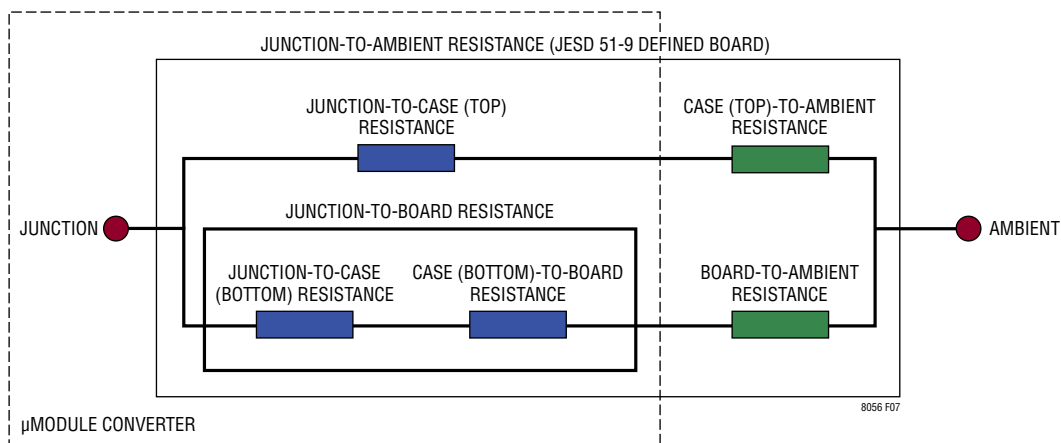 JUNCTION-TO-AMBIENT RESISTANCE (JESD 51-9 DEFINED BOARD)
JUNCTION-TO-CASE (TOP)
RESISTANCE
CASE (TOP)-TO-AMBIENT
RESISTANCE
JUNCTION
JUNCTION-TO-BOARD RESISTANCE
AMBIENT
JUNCTION-TO-CASE
(BOTTOM) RESISTANCE
CASE (BOTTOM)-TO-BOARD
RESISTANCE
BOARD-TO-AMBIENT
RESISTANCE
8056 F07
µMODULE CONVERTER